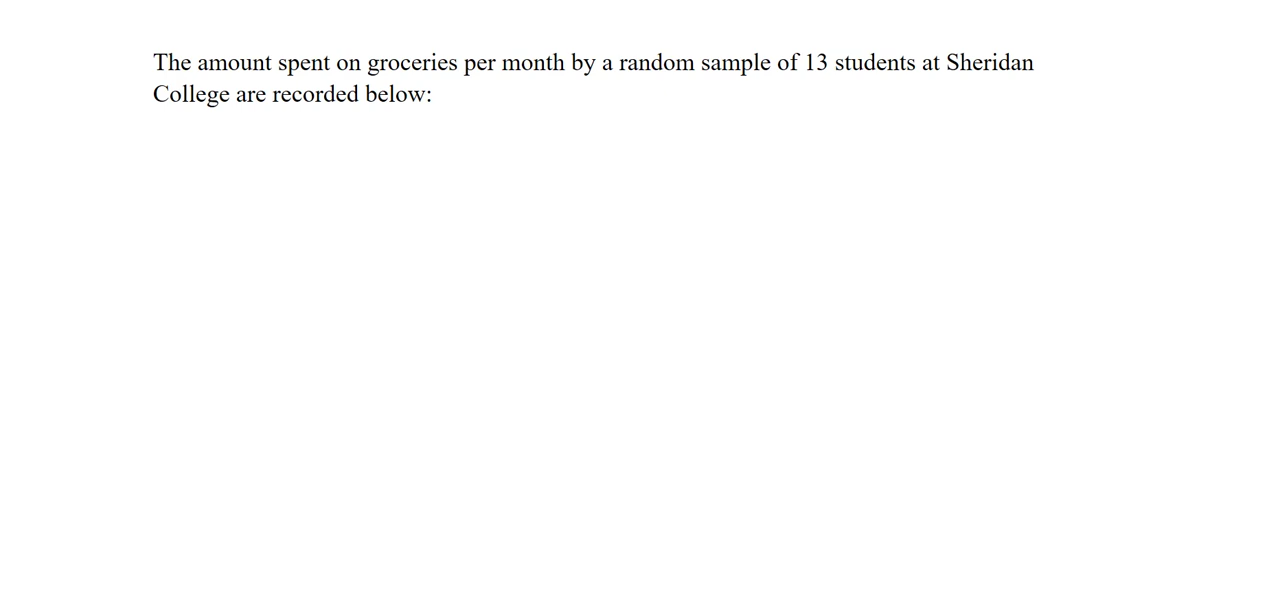 The amount spent on groceries per month by a random sample of 13 students at Sheridan
College are recorded below: